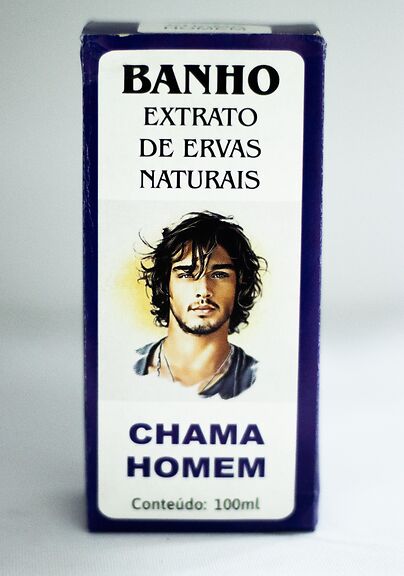 BANHO
EXTRATO
DE ERVAS
NATURAIS
CHAMA
HOMEM
Conteúdo: 100ml